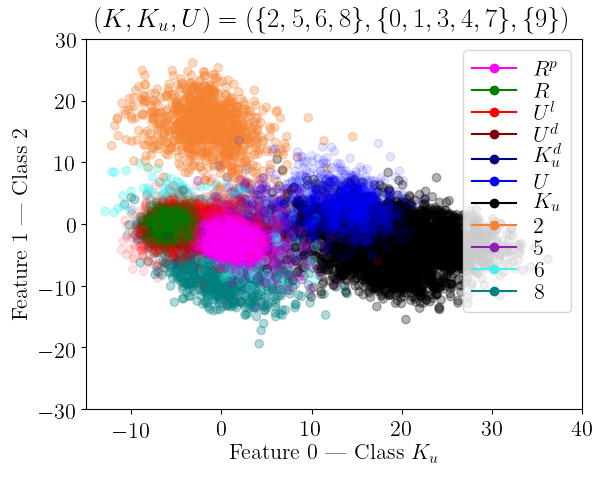 (K, K_u, U) = ({2, 5, 6, 8}, {0, 1, 3, 4, 7}, {9})
30
20
10
0
−10
−20
−30
Feature 1 — Class 2
−10
0
10
20
30
40
Feature 0 — Class K_u
R^p
R
U^l
U^d
K_u^d
U
K_u
2
5
6
8